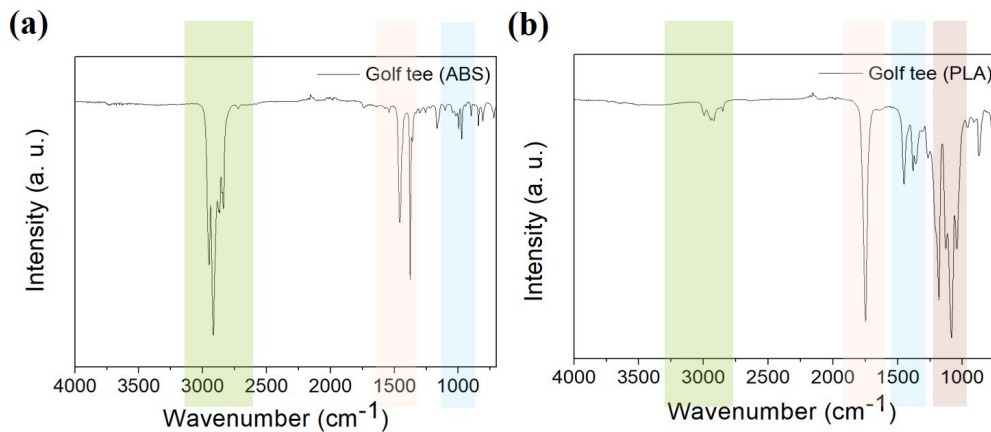 (a)
Golf tee (ABS)
Intensity (a. u.)
4000 3500 3000 2500 2000 1500 1000
Wavenumber (cm⁻¹)
(b)
Golf tee (PLA)
Intensity (a. u.)
4000 3500 3000 2500 2000 1500 1000
Wavenumber (cm⁻¹)